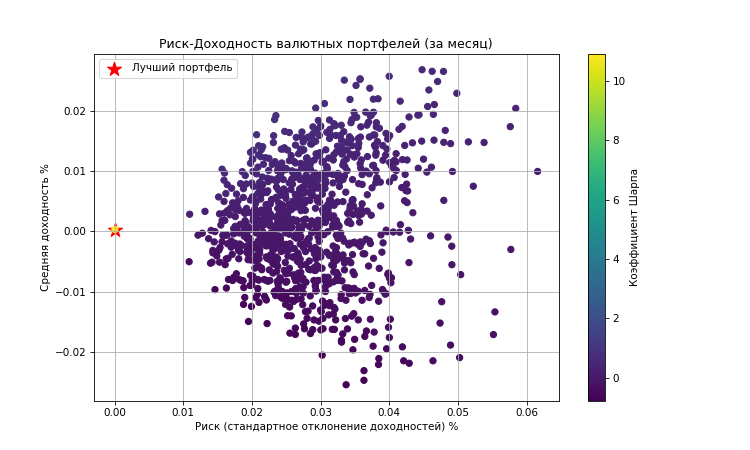 Риск-Доходность валютных портфелей (за месяц)
Лучший портфель
Средняя доходность %
0.02
0.01
0.00
−0.01
−0.02
0.00 0.01 0.02 0.03 0.04 0.05 0.06
Риск (стандартное отклонение доходностей) %
10
8
6
4
2
0
Коэффициент Шарпа